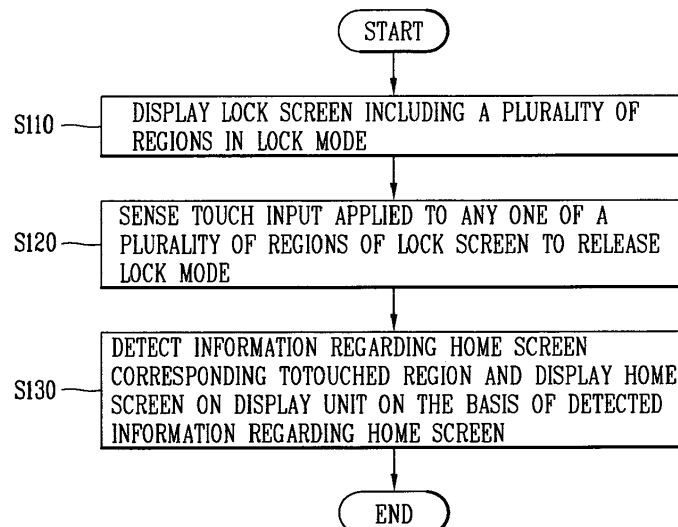 START
S110
DISPLAY LOCK SCREEN INCLUDING A PLURALITY OF
REGIONS IN LOCK MODE
S120
SENSE TOUCH INPUT APPLIED TO ANY ONE OF A
PLURALITY OF REGIONS OF LOCK SCREEN TO RELEASE
LOCK MODE
S130
DETECT INFORMATION REGARDING HOME SCREEN
CORRESPONDING TOTOUCHED REGION AND DISPLAY HOME
SCREEN ON DISPLAY UNIT ON THE BASIS OF DETECTED
INFORMATION REGARDING HOME SCREEN
END